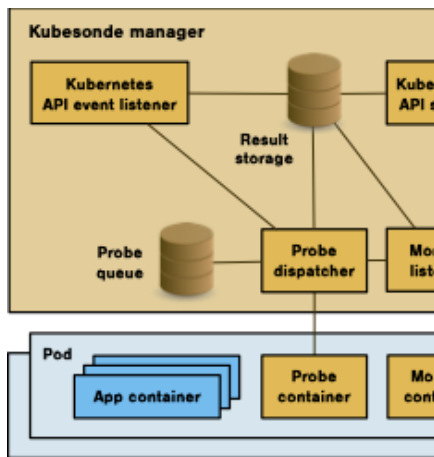 Kubesonde manager
Kubernetes
API event listener
Result
storage
Probe
queue
Probe
dispatcher
Pod
App container
Probe
container